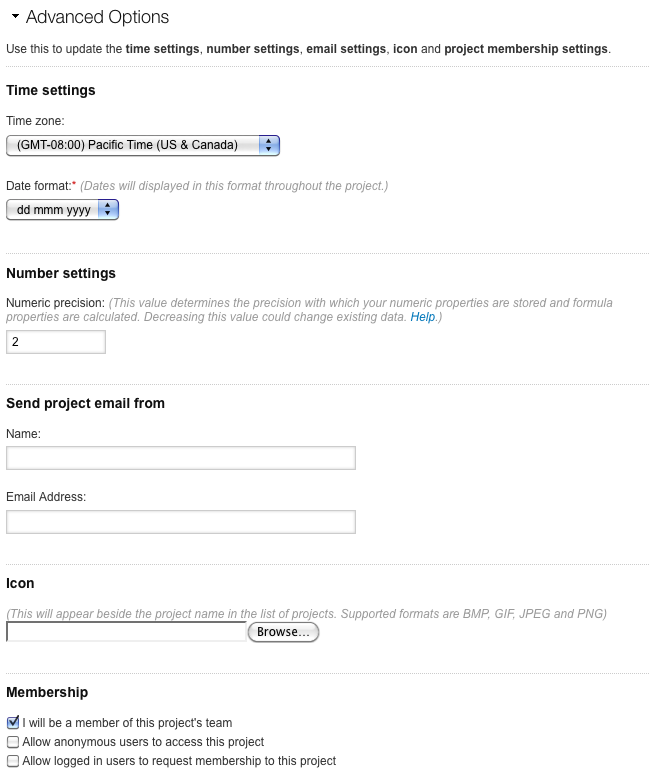 Advanced Options
Use this to update the time settings, number settings, email settings, icon and project membership settings.
Time settings
Time zone:
(GMT-08:00) Pacific Time (US & Canada)
Date format:* (Dates will displayed in this format throughout the project.)
dd mmm yyyy
Number settings
Numeric precision: (This value determines the precision with which your numeric properties are stored and formula
properties are calculated. Decreasing this value could change existing data. Help.)
2
Send project email from
Name:
Email Address:
Icon
(This will appear beside the project name in the list of projects. Supported formats are BMP, GIF, JPEG and PNG)
Browse...
Membership
I will be a member of this project's team
Allow anonymous users to access this project
Allow logged in users to request membership to this project